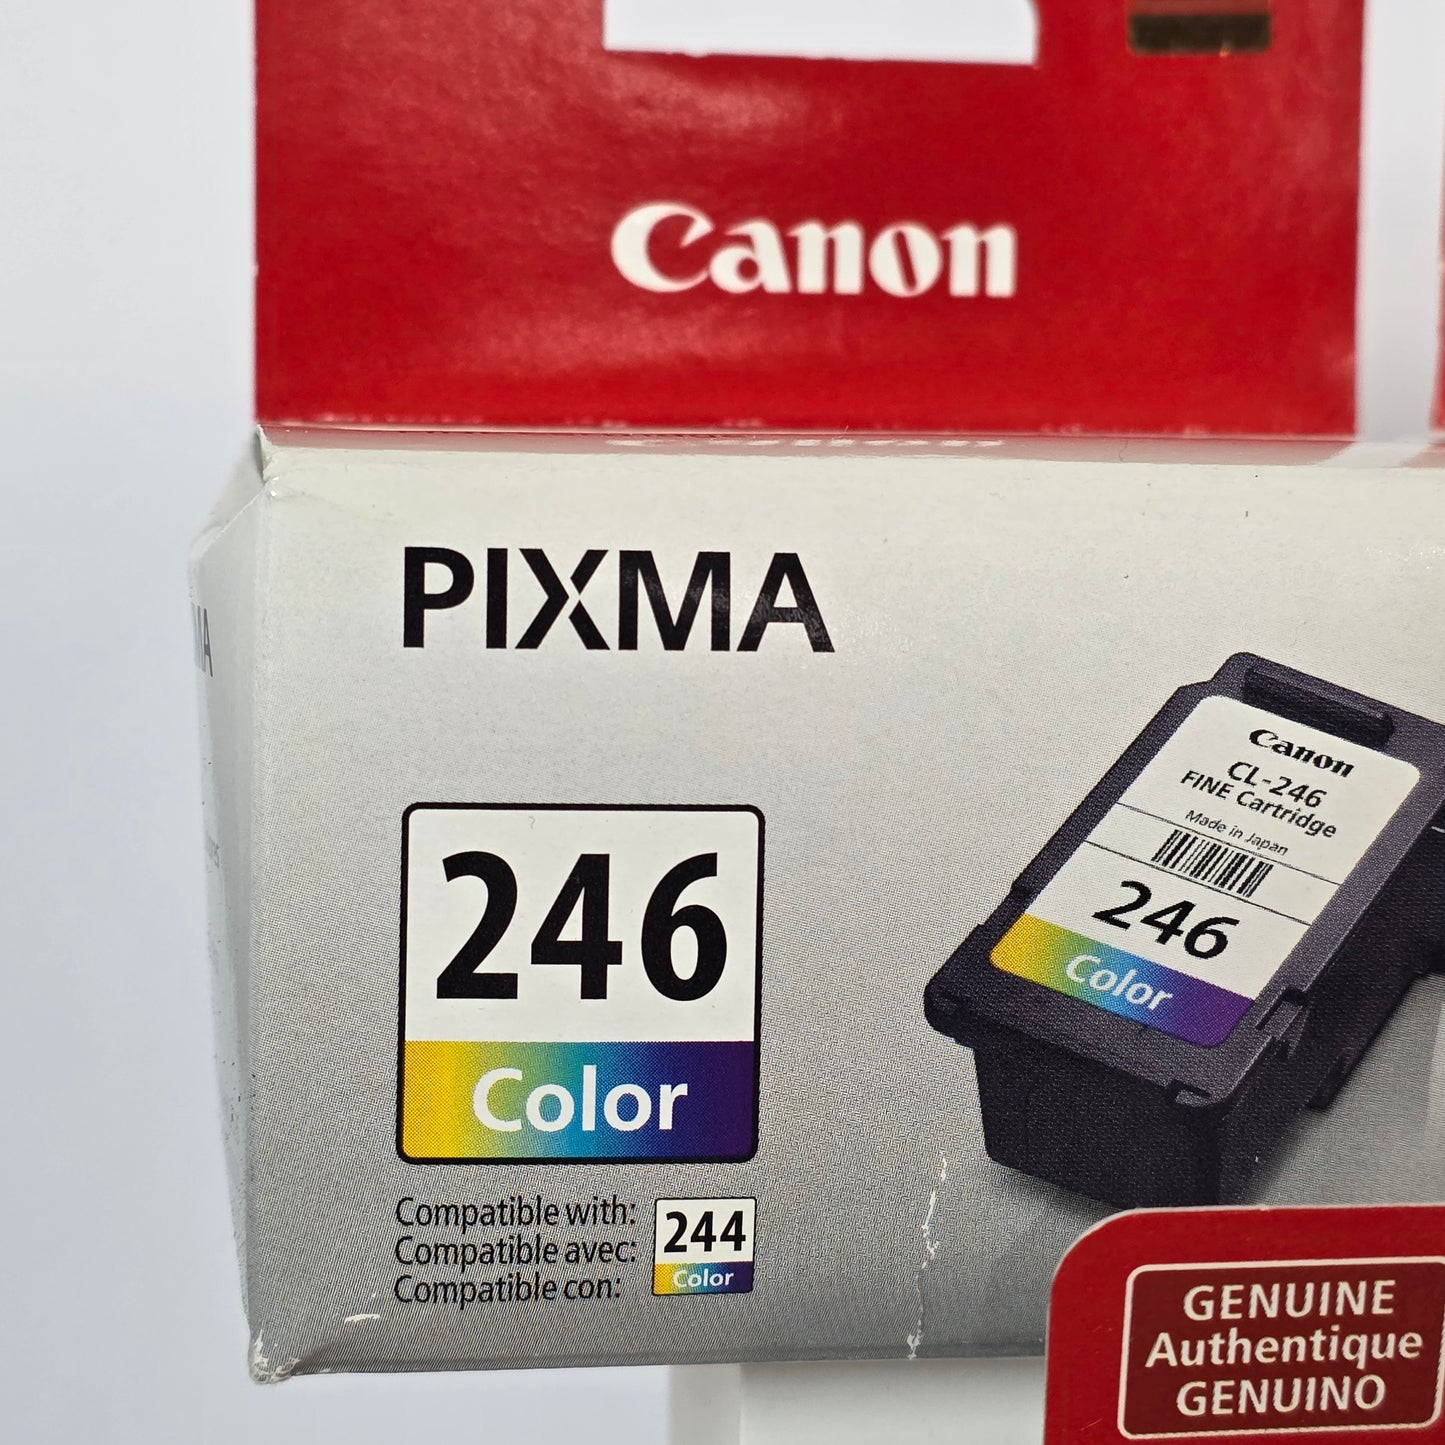 Canon
PIXMA
246
Color
Compatible with:
Compatible avec:
Compatible con:
244
Color
Canon
CL-246
FINE Cartridge
Made in Japan
246
Color
GENUINE
Authentique
GENUINO